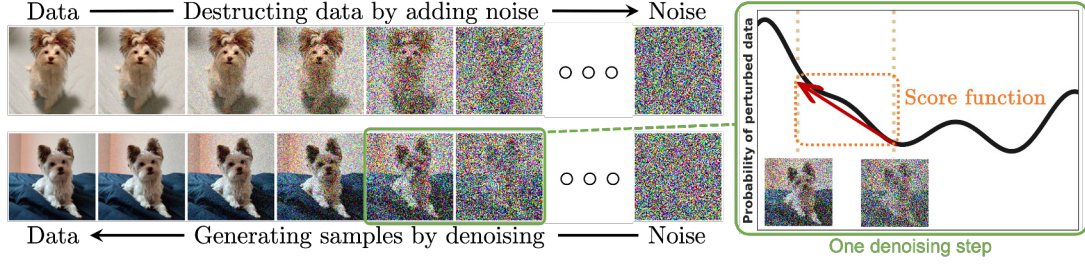 Data Destructing data by adding noise Noise
Data Generating samples by denoising Noise
Probability of perturbed data
Score function
One denoising step